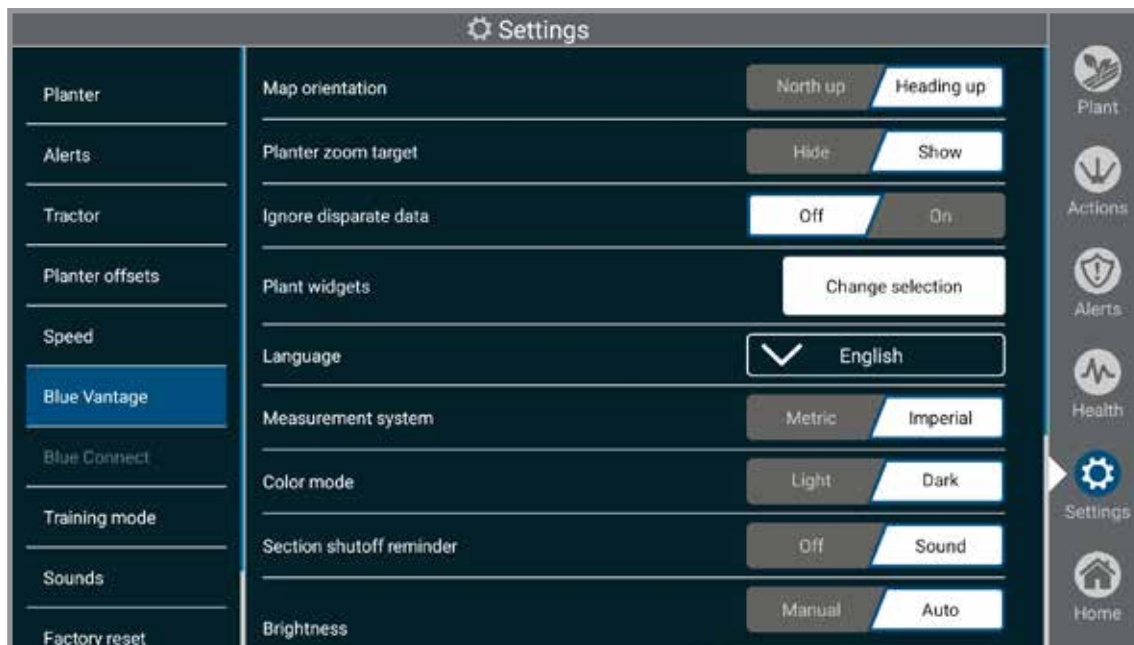 Settings
Planter
Alerts
Tractor
Planter offsets
Speed
Blue Vantage
Blue Connect
Training mode
Sounds
Factory reset
Map orientation North up Heading up
Planter zoom target Hide Show
Ignore disparate data Off On
Plant widgets Change selection
Language English
Measurement system Metric Imperial
Color mode Light Dark
Section shutoff reminder Off Sound
Brightness Manual Auto
Plant
Actions
Alerts
Health
Settings
Home